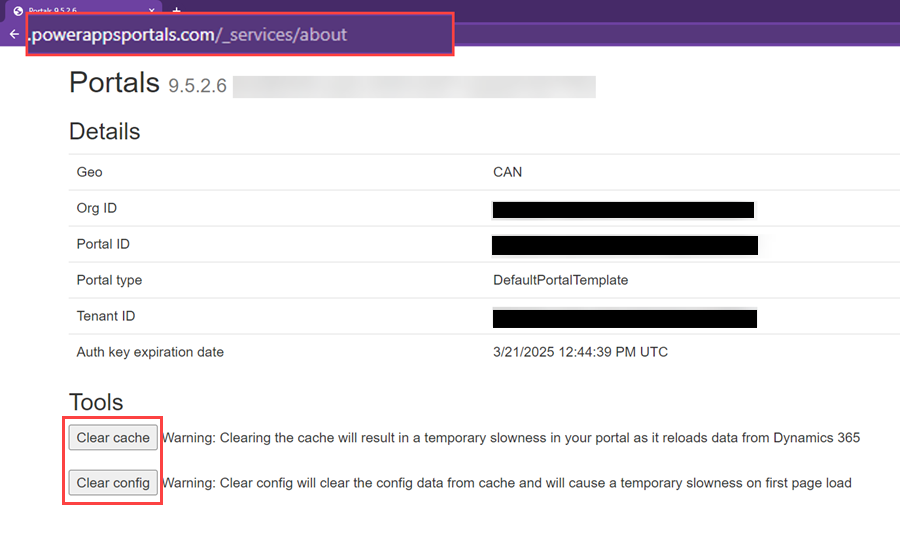 Portals 9.5.2.6
.powerappsportals.com/_services/about
Portals 9.5.2.6
Details
Geo CAN
Org ID
Portal ID
Portal type DefaultPortalTemplate
Tenant ID
Auth key expiration date 3/21/2025 12:44:39 PM UTC
Tools
Clear cache Warning: Clearing the cache will result in a temporary slowness in your portal as it reloads data from Dynamics 365
Clear config Warning: Clear config will clear the config data from cache and will cause a temporary slowness on first page load